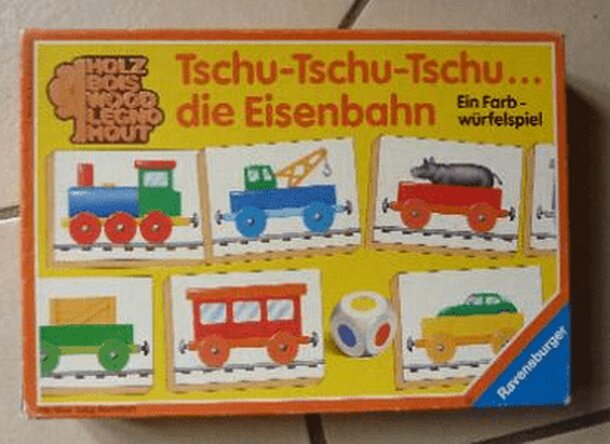 HOLZ
BOIS
WOOD
LEGNO
HOUT
Tschu-Tschu-Tschu...
die Eisenbahn
Ein Farb-
würfelspiel
Ravensburger